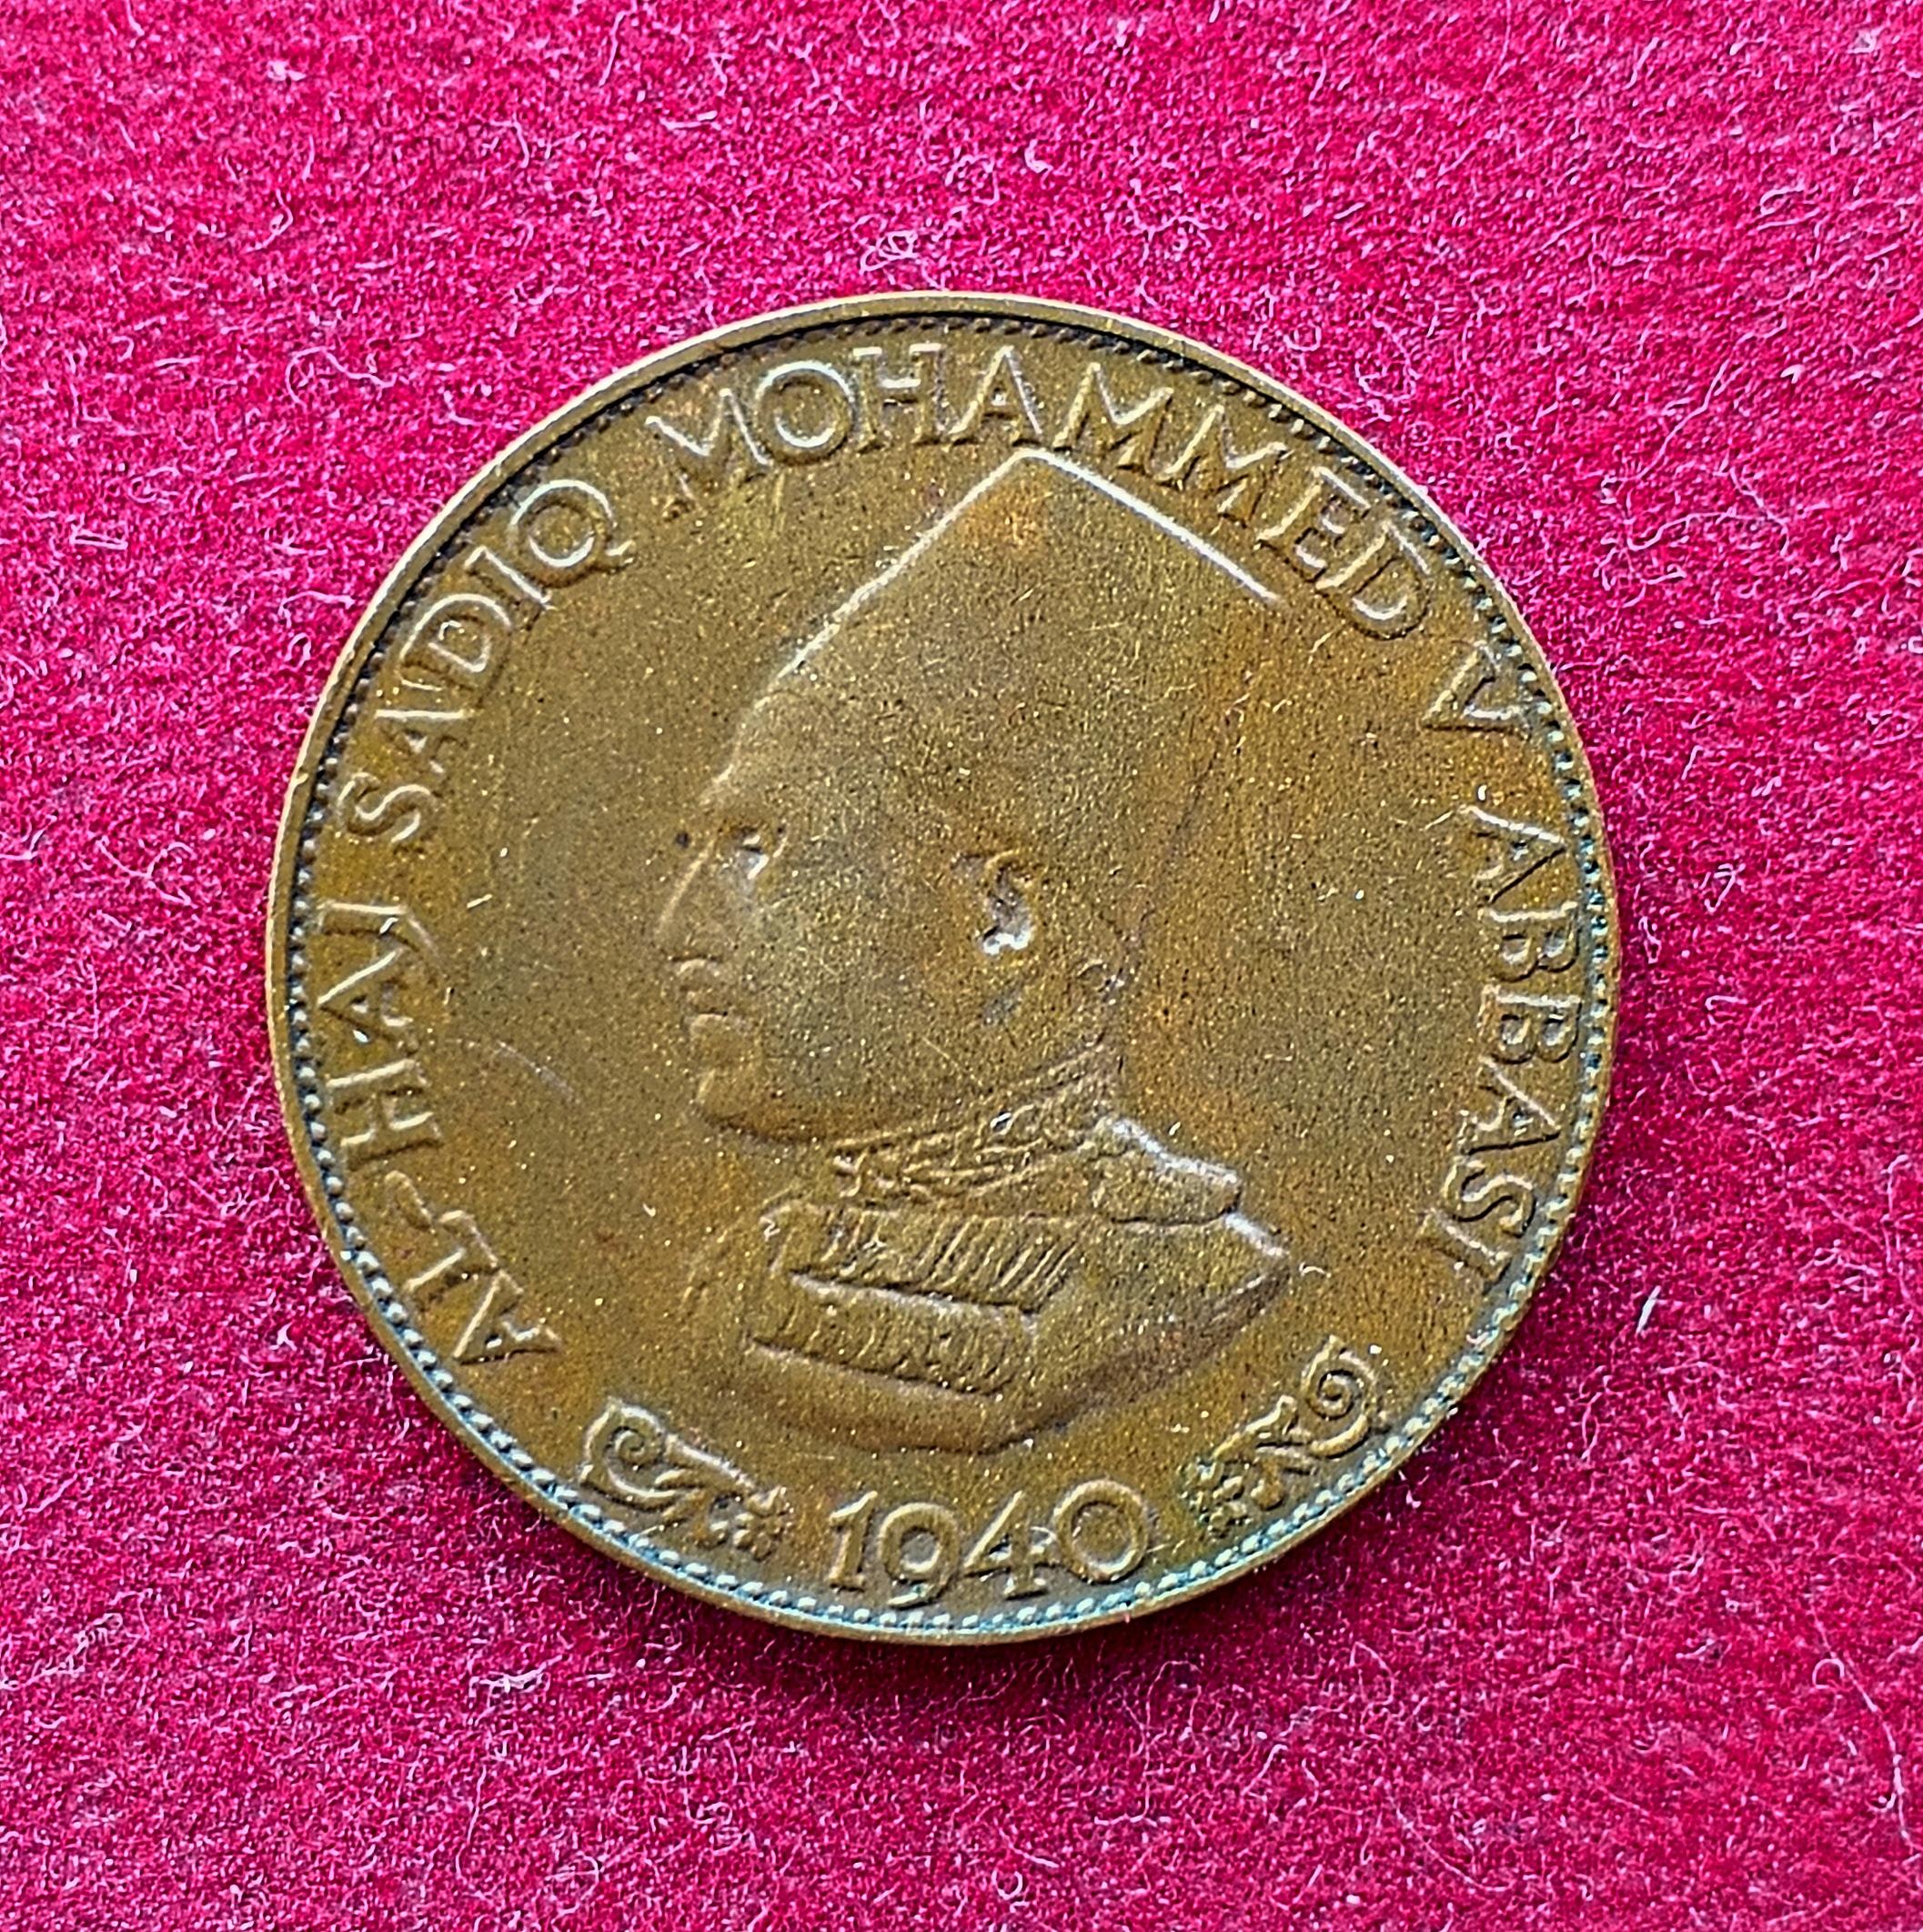 AL-HAJ SADIQ MOHAMMED V ABBASI
1940